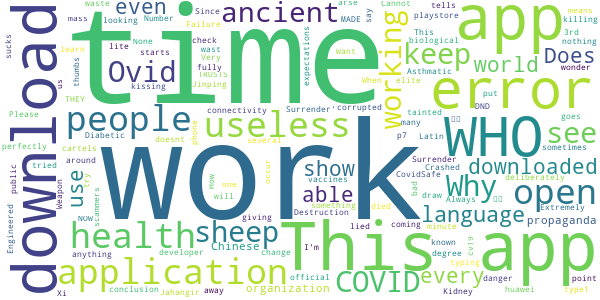 waste Failure even ancient app
mass looking Number Since None MADE arse say playstore
download time check tells expectations biological
sucks Ovid lite wast Very working keep Cannot means
us starts fully us want This killing
thumbs kissing TRUSTS Jinping When elite Does world 3rd nothing
learn THEY Asthmatic put wonder
Please connectivity Surrender' corrupted error
people useless tainted DND
perfectly Diabetic several p7 many Latin WHO see
tried doesnt work show Surrender Crashed goes
cartels occur vaccines able CovidSafe bad sometimes downloaded
around phone something draw Always
public use try one died why deliberately
Engineered Weapon NOW scammers now will Destruction minute open
health sheep giving lied coming known language Extremely propaganda
anything Chinese I'm This app degree
developer change typing cv19
application official COVID every danger point
Xi conclusion Jahangir away organization Kidney huawei type1